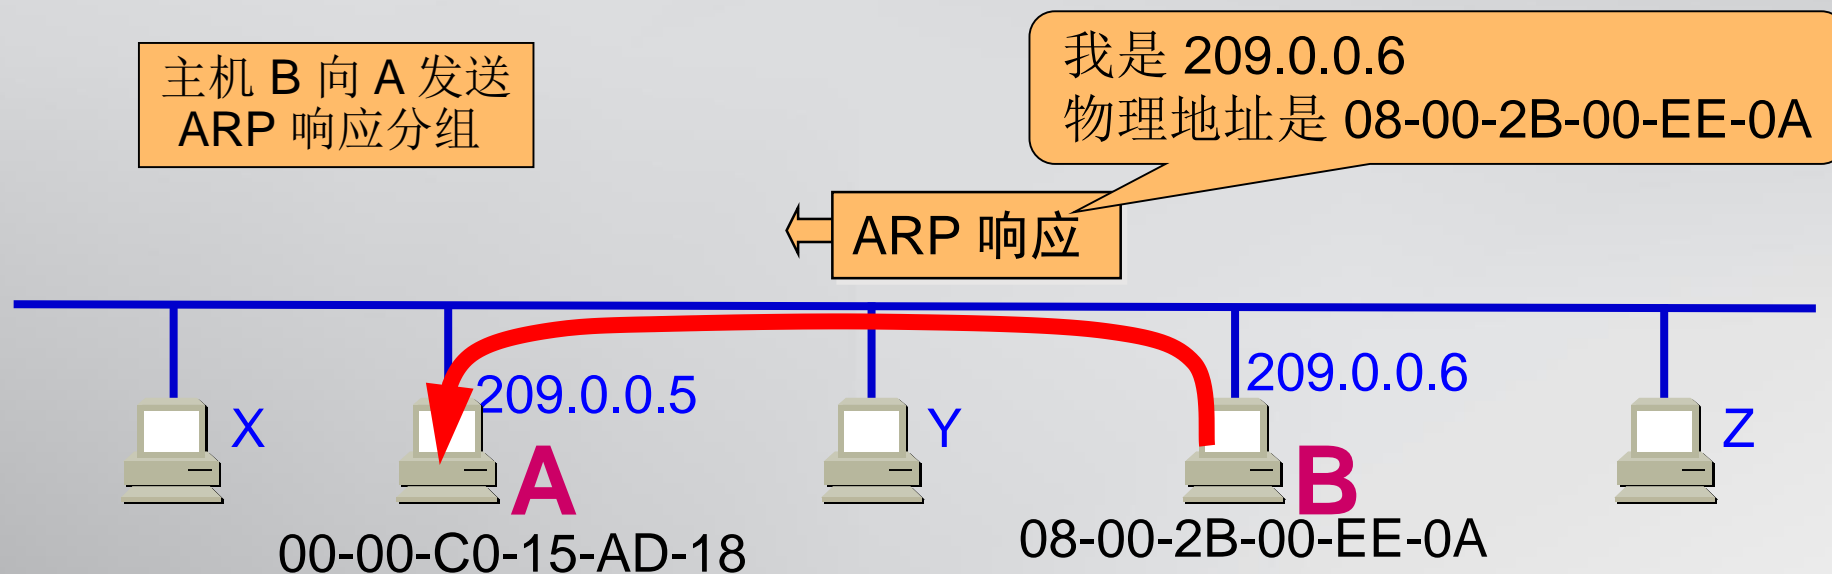 主机 B 向 A 发送
ARP 响应分组
我是 209.0.0.6
物理地址是 08-00-2B-00-EE-0A
ARP 响应
209.0.0.5
209.0.0.6
X
A
Y
B
Z
00-00-C0-15-AD-18
08-00-2B-00-EE-0A